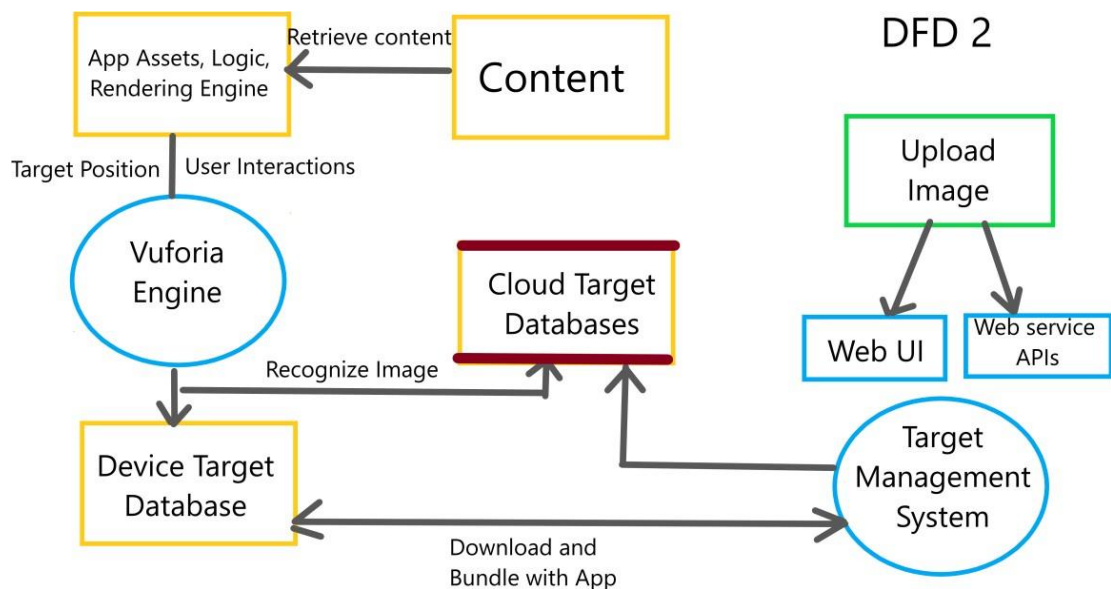 DFD 2
Retrieve content
App Assets, Logic,
Rendering Engine
Content
Target Position
User Interactions
Upload
Image
Vuforia
Engine
Cloud Target
Databases
Web UI
Web service
APIs
Recognize Image
Device Target
Database
Target
Management
System
Download and
Bundle with App